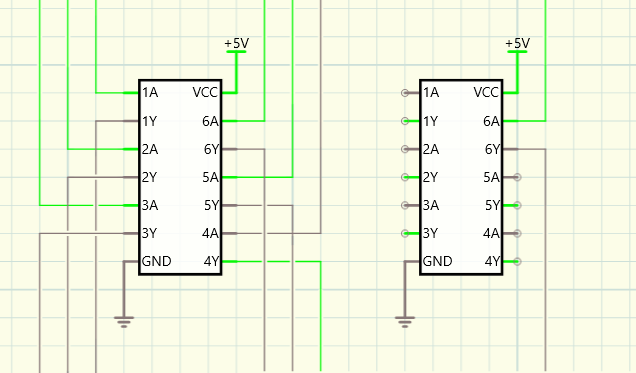 +5V +5V
1A VCC 1A VCC
1Y 6A 1Y 6A
2A 6Y 2A 6Y
2Y 5A 2Y 5A
3A 5Y 3A 5Y
3Y 4A 3Y 4A
GND 4Y GND 4Y